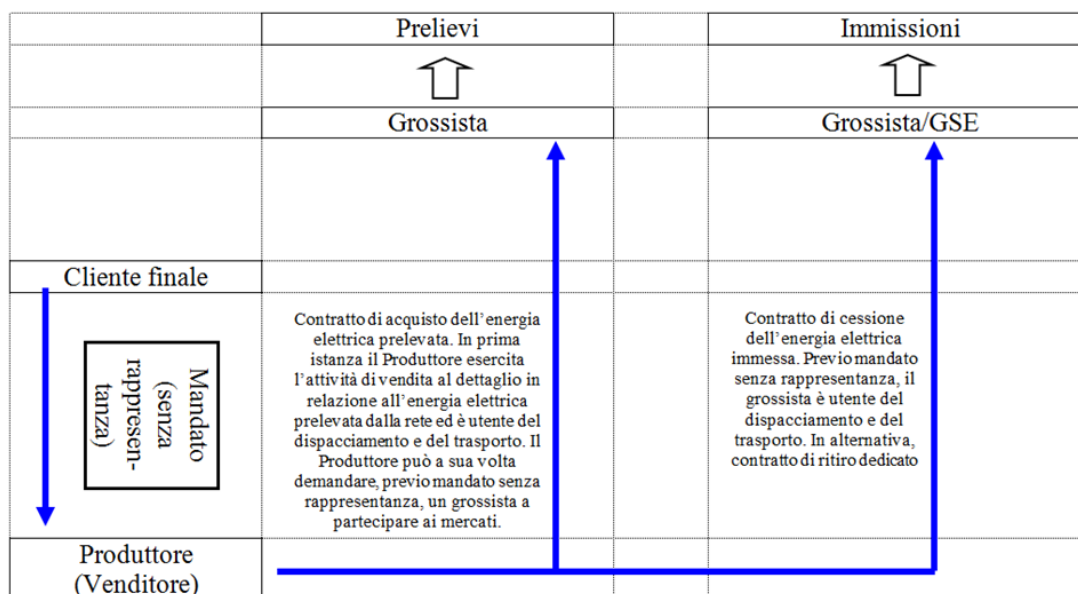 Prelievi
Immissioni
Grossista
Grossista/GSE
Cliente finale
Mandato
(senza
rappresen-
tanza)
Contratto di acquisto dell'energia
elettrica prelevata. In prima
istanza il Produttore esercita
l'attività di vendita al dettaglio in
relazione all'energia elettrica
prelevata dalla rete ed è utente del
dispacciamento e del trasporto. Il
Produttore può a sua volta
demandare, previo mandato senza
rappresentanza, un grossista a
partecipare ai mercati.
Contratto di cessione
dell'energia elettrica
immessa. Previo mandato
senza rappresentanza, il
grossista è utente del
dispacciamento e del
trasporto. In alternativa,
contratto di ritiro dedicato
Produttore
(Venditore)